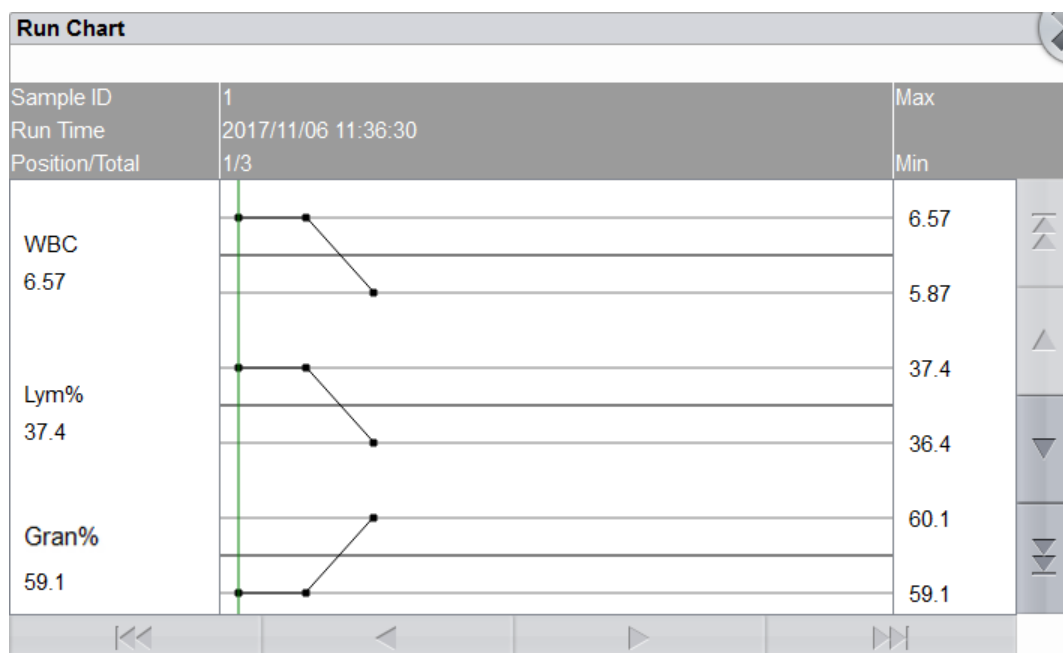 Run Chart
Sample ID 1 Max
Run Time 2017/11/06 11:36:30
Position/Total 1/3 Min
6.57
WBC
6.57
5.87
37.4
Lym%
37.4
36.4
60.1
Gran%
59.1
59.1